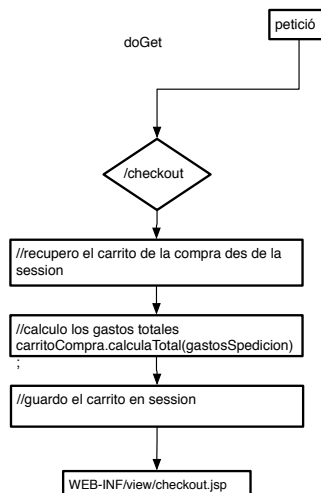 petició
doGet
/checkout
//recupero el carrito de la compra des de la
session
//calculo los gastos totales
carritoCompra.calculaTotal(gastosSpedicion)
;
//guardo el carrito en session
WEB-INF/view/checkout.jsp